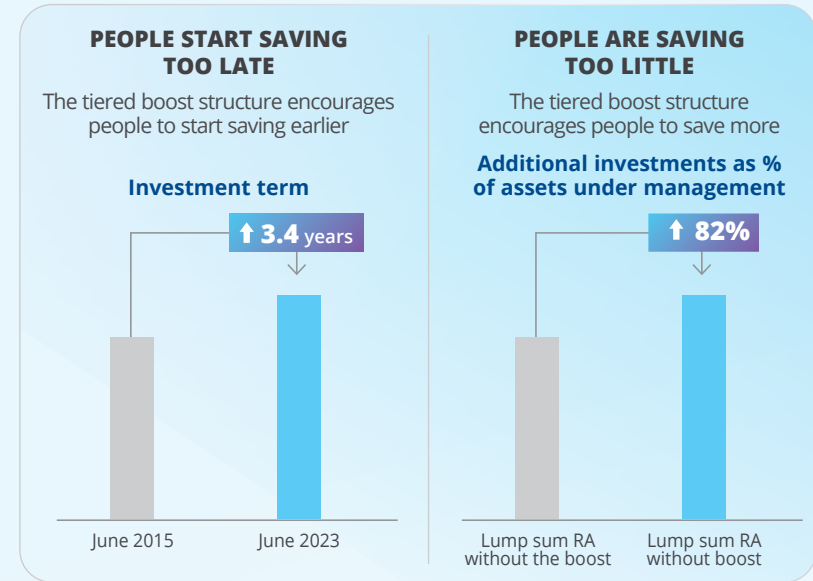 PEOPLE START SAVING
TOO LATE
The tiered boost structure encourages
people to start saving earlier
Investment term
↑ 3.4 years
June 2015
June 2023
PEOPLE ARE SAVING
TOO LITTLE
The tiered boost structure
encourages people to save more
Additional investments as %
of assets under management
↑ 82%
Lump sum RA
without the boost
Lump sum RA
without boost